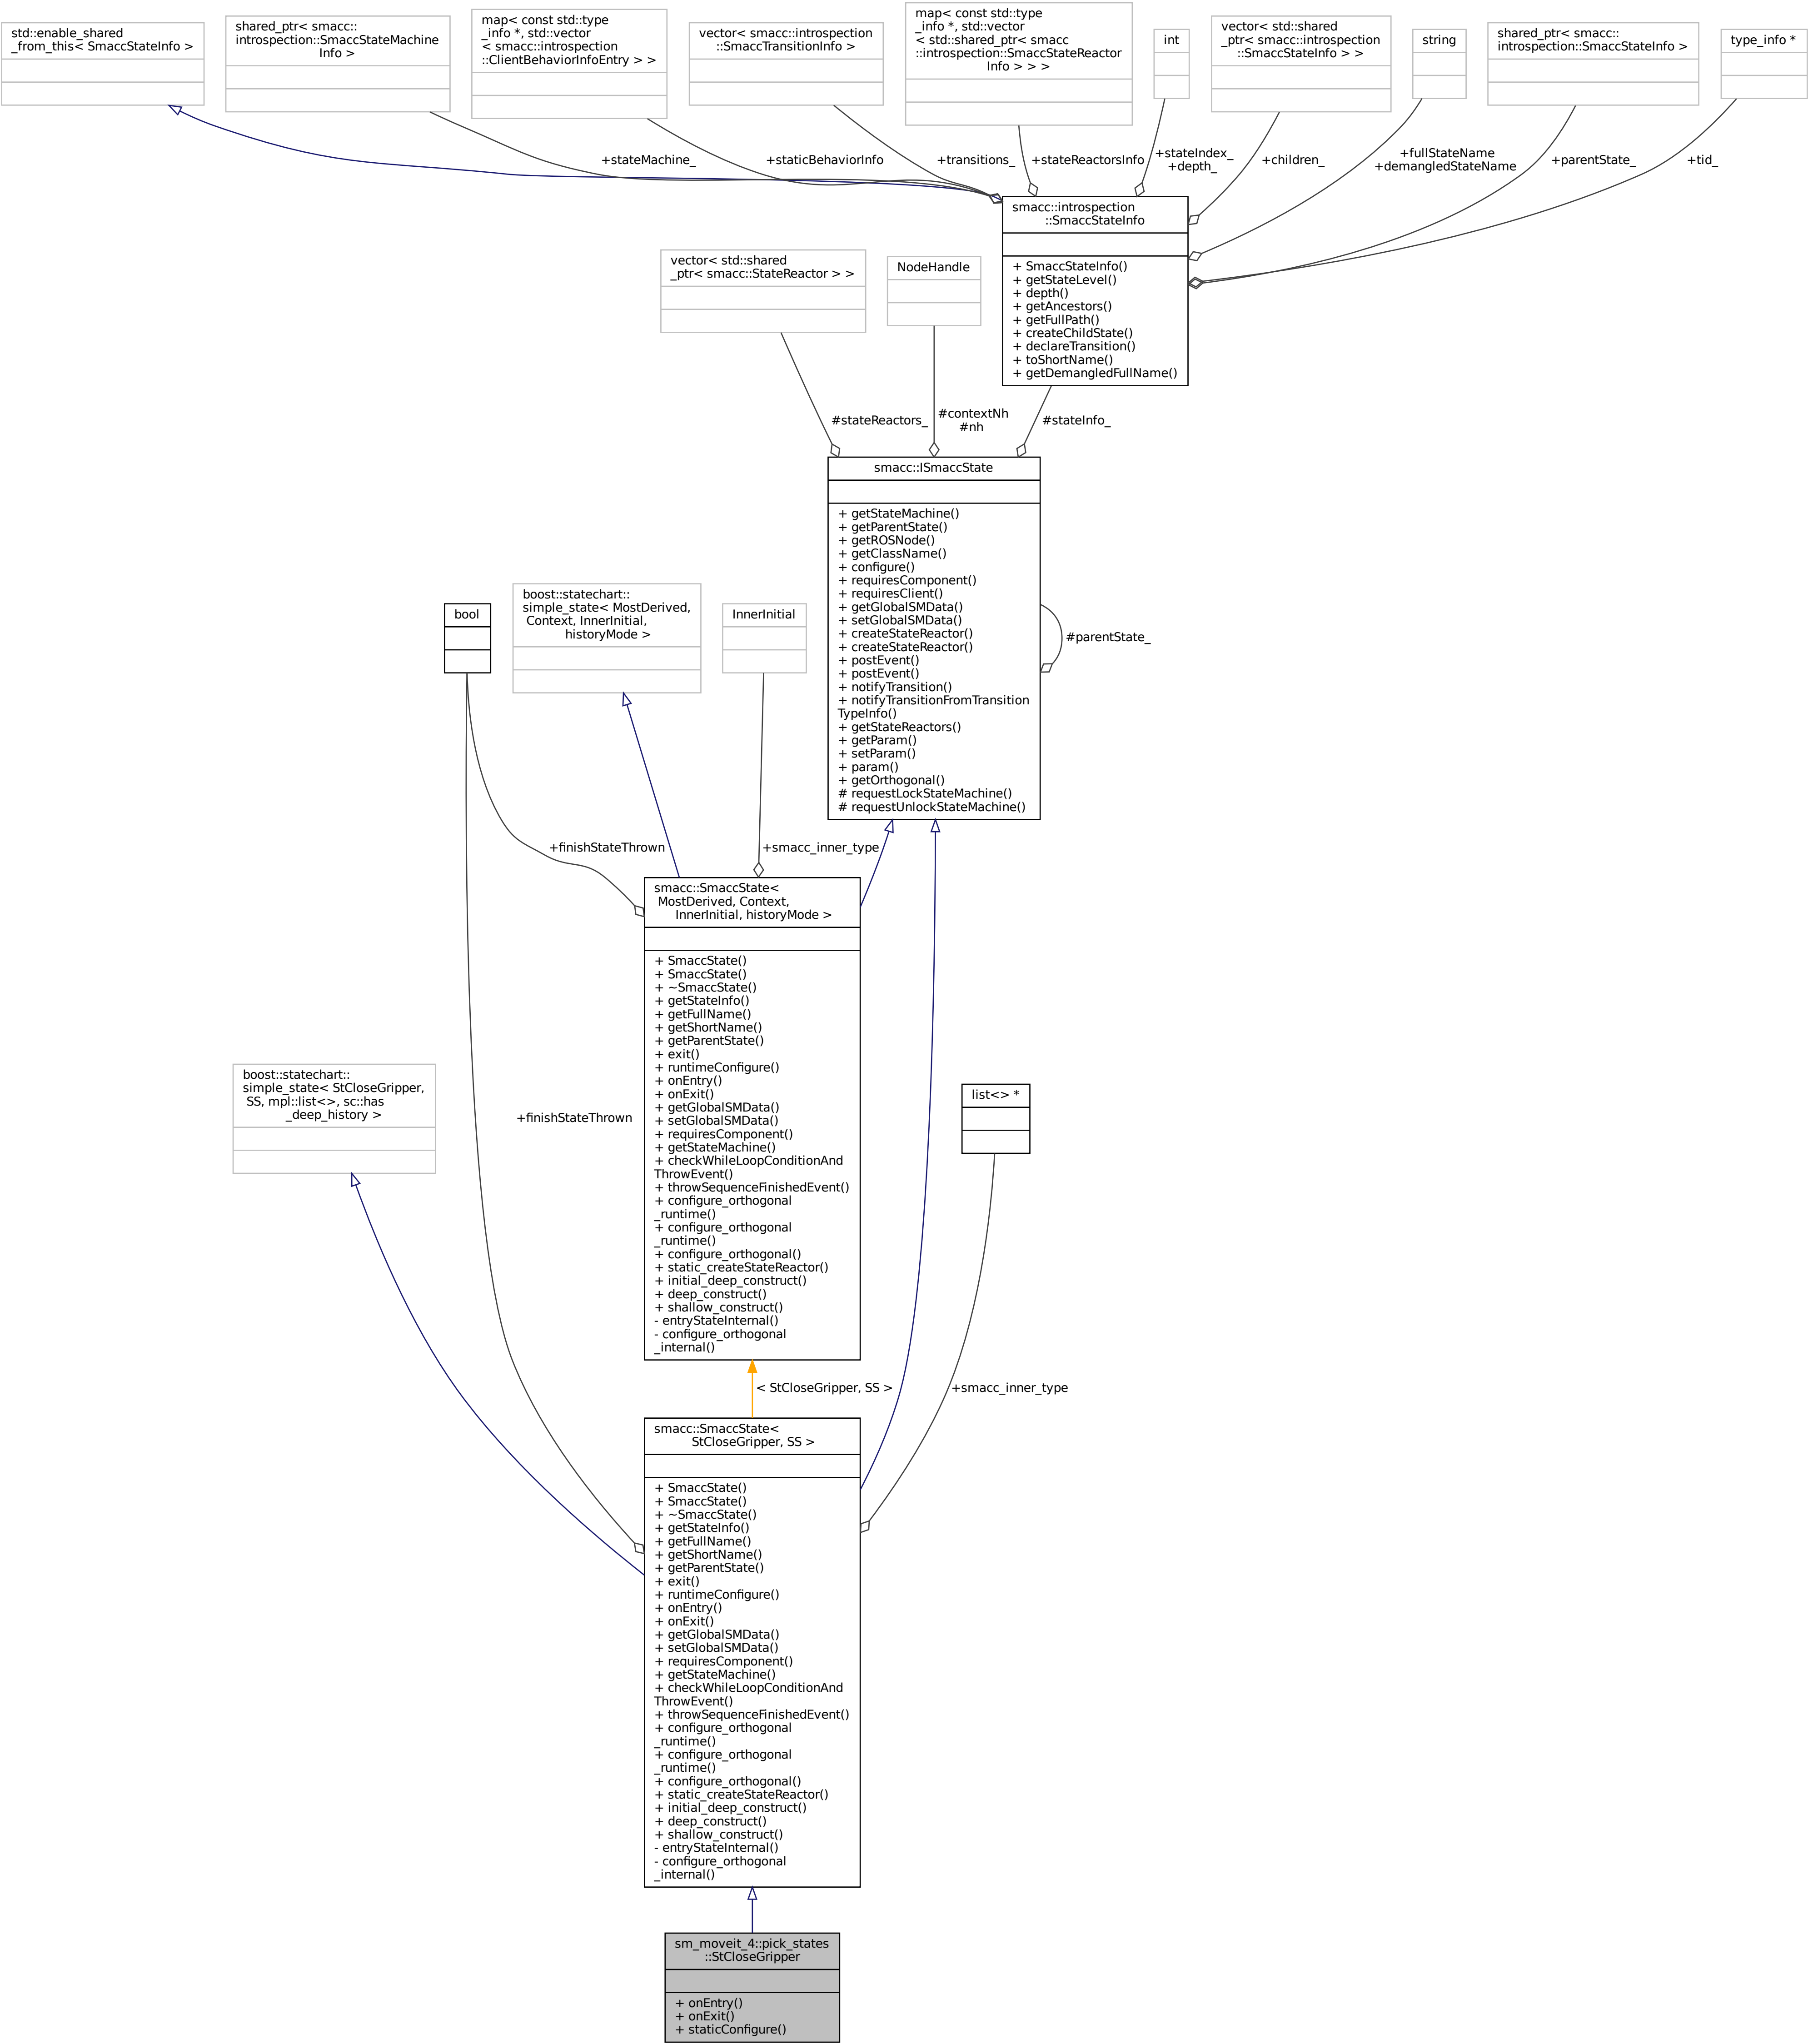 std::enable_shared
_from_this< SmaccStateInfo >
shared_ptr< smacc::
introspection::SmaccStateMachine
Info >
map< const std::type
_info *, std::vector
< smacc::introspection
::ClientBehaviorInfoEntry > >
vector< smacc::introspection
::SmaccTransitionInfo >
map< const std::type
_info *, std::vector
< std::shared_ptr< smacc
::introspection::SmaccStateReactor
Info > > >
int
vector< std::shared
_ptr< smacc::introspection
::SmaccStateInfo > >
string
shared_ptr< smacc::
introspection::SmaccStateInfo >
type_info *
+stateMachine_
+staticBehaviorInfo
+transitions_
+stateReactorsInfo
+stateIndex_
+depth_
+children_
+fullStateName
+demangledStateName
+parentState_
+tid_
smacc::introspection
::SmaccStateInfo
+ SmaccStateInfo()
+ getStateLevel()
+ depth()
+ getAncestors()
+ getFullPath()
+ createChildState()
+ declareTransition()
+ toShortName()
+ getDemangledFullName()
vector< std::shared
_ptr< smacc::StateReactor > >
NodeHandle
#stateReactors_
#contextNh
#nh
#stateInfo_
smacc::ISmaccState
+ getStateMachine()
+ getParentState()
+ getROSNode()
+ getClassName()
+ configure()
+ requiresComponent()
+ requiresClient()
+ getGlobalSMData()
+ setGlobalSMData()
+ createStateReactor()
+ createStateReactor()
+ postEvent()
+ postEvent()
+ notifyTransition()
+ notifyTransitionFromTransition
TypeInfo()
+ getStateReactors()
+ getParam()
+ setParam()
+ param()
+ getOrthogonal()
# requestLockStateMachine()
# requestUnlockStateMachine()
#parentState_
bool
boost::statechart::
simple_state< MostDerived,
Context, InnerInitial,
historyMode >
InnerInitial
+finishStateThrown
+smacc_inner_type
smacc::SmaccState<
MostDerived, Context,
InnerInitial, historyMode >
+ SmaccState()
+ SmaccState()
+ ~SmaccState()
+ getStateInfo()
+ getFullName()
+ getShortName()
+ getParentState()
+ exit()
+ runtimeConfigure()
+ onEntry()
+ onExit()
+ getGlobalSMData()
+ setGlobalSMData()
+ requiresComponent()
+ getStateMachine()
+ checkWhileLoopConditionAnd
ThrowEvent()
+ throwSequenceFinishedEvent()
+ configure_orthogonal
_runtime()
+ configure_orthogonal
_runtime()
+ configure_orthogonal()
+ static_createStateReactor()
+ initial_deep_construct()
+ deep_construct()
+ shallow_construct()
- entryStateInternal()
- configure_orthogonal
_internal()
boost::statechart::
simple_state< StCloseGripper,
SS, mpl::list<>, sc::has
_deep_history >
+finishStateThrown
list<> *
< StCloseGripper, SS >
+smacc_inner_type
smacc::SmaccState<
StCloseGripper, SS >
+ SmaccState()
+ SmaccState()
+ ~SmaccState()
+ getStateInfo()
+ getFullName()
+ getShortName()
+ getParentState()
+ exit()
+ runtimeConfigure()
+ onEntry()
+ onExit()
+ getGlobalSMData()
+ setGlobalSMData()
+ requiresComponent()
+ getStateMachine()
+ checkWhileLoopConditionAnd
ThrowEvent()
+ throwSequenceFinishedEvent()
+ configure_orthogonal
_runtime()
+ configure_orthogonal
_runtime()
+ configure_orthogonal()
+ static_createStateReactor()
+ initial_deep_construct()
+ deep_construct()
+ shallow_construct()
- entryStateInternal()
- configure_orthogonal
_internal()
sm_moveit_4::pick_states
::StCloseGripper
+ onEntry()
+ onExit()
+ staticConfigure()